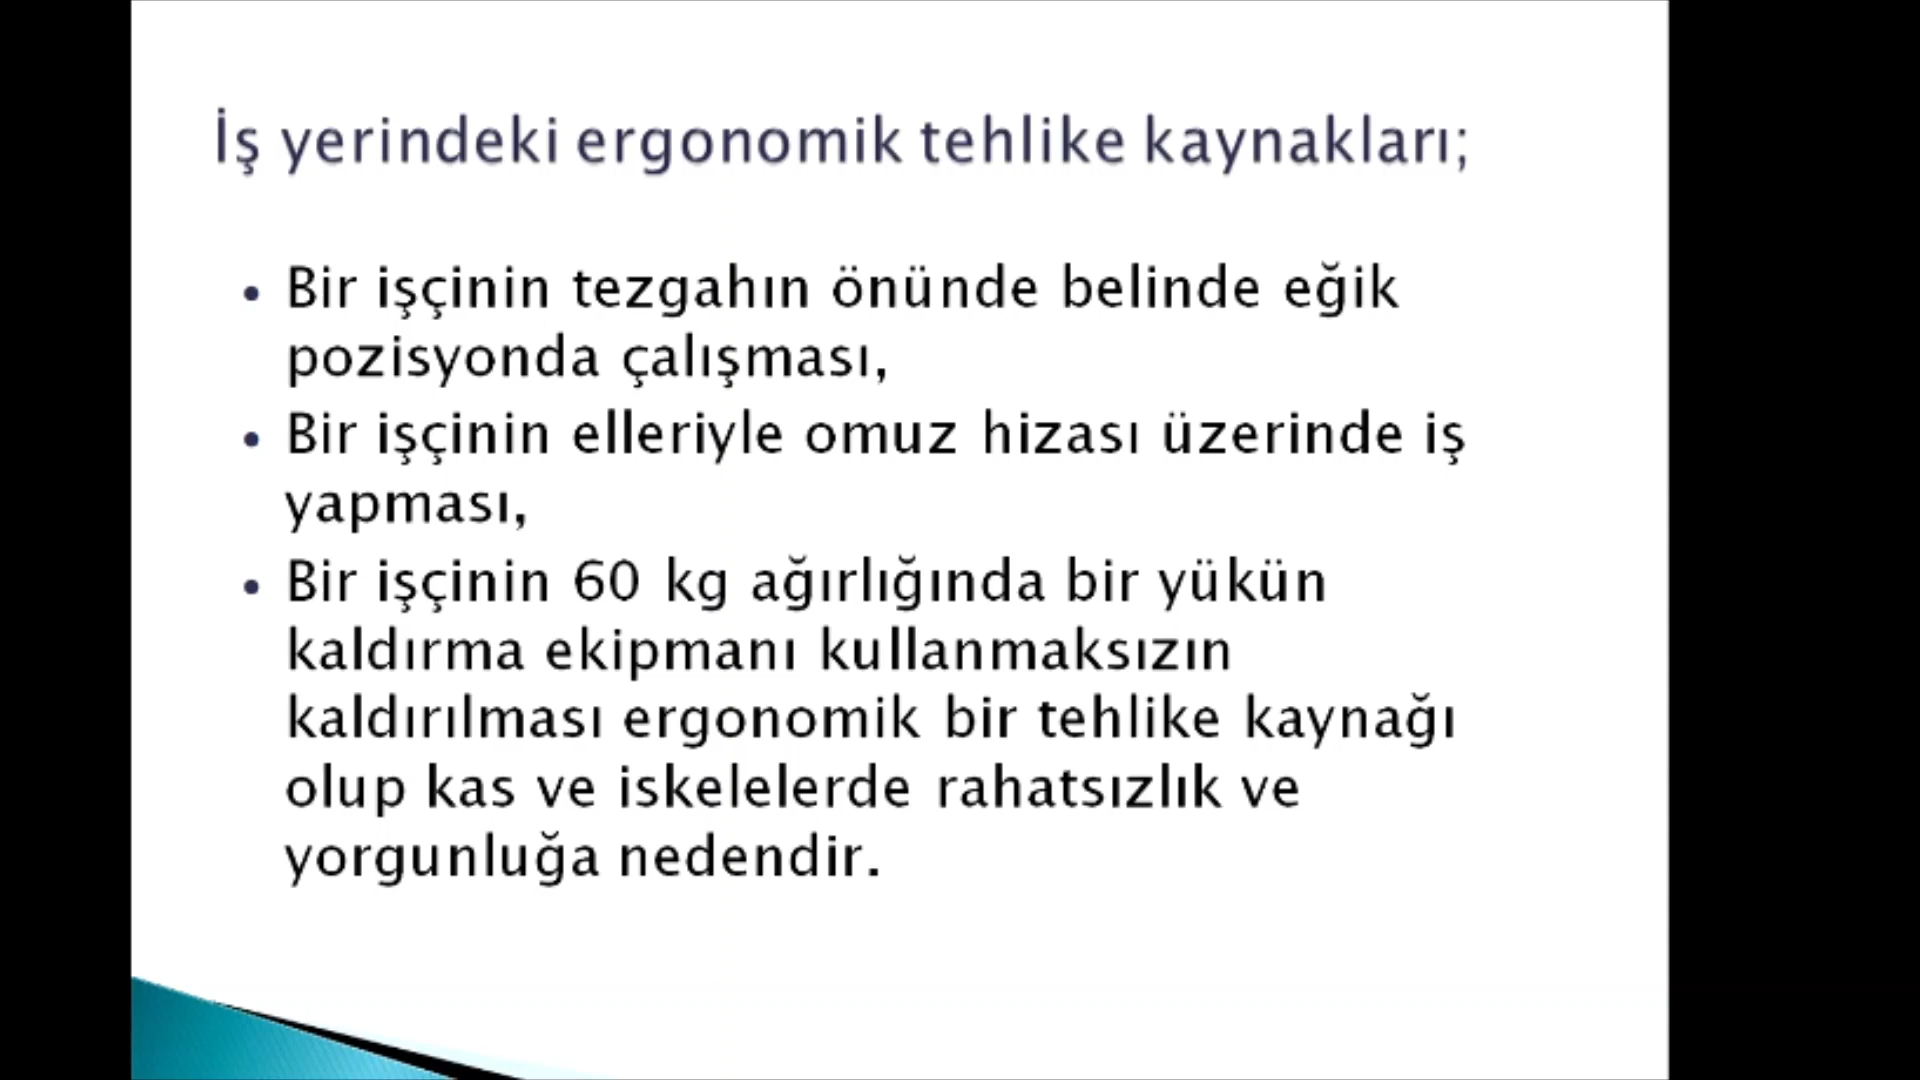 İş yerindeki ergonomik tehlike kaynakları;
• Bir işçinin tezgahın önünde belinde eğik
pozisyonda çalışması,
• Bir işçinin elleriyle omuz hizası üzerinde iş
yapması,
• Bir işçinin 60 kg ağırlığında bir yükün
kaldırma ekipmanı kullanmaksızın
kaldırılması ergonomik bir tehlike kaynağı
olup kas ve iskelelerde rahatsızlık ve
yorgunluğa nedendir.